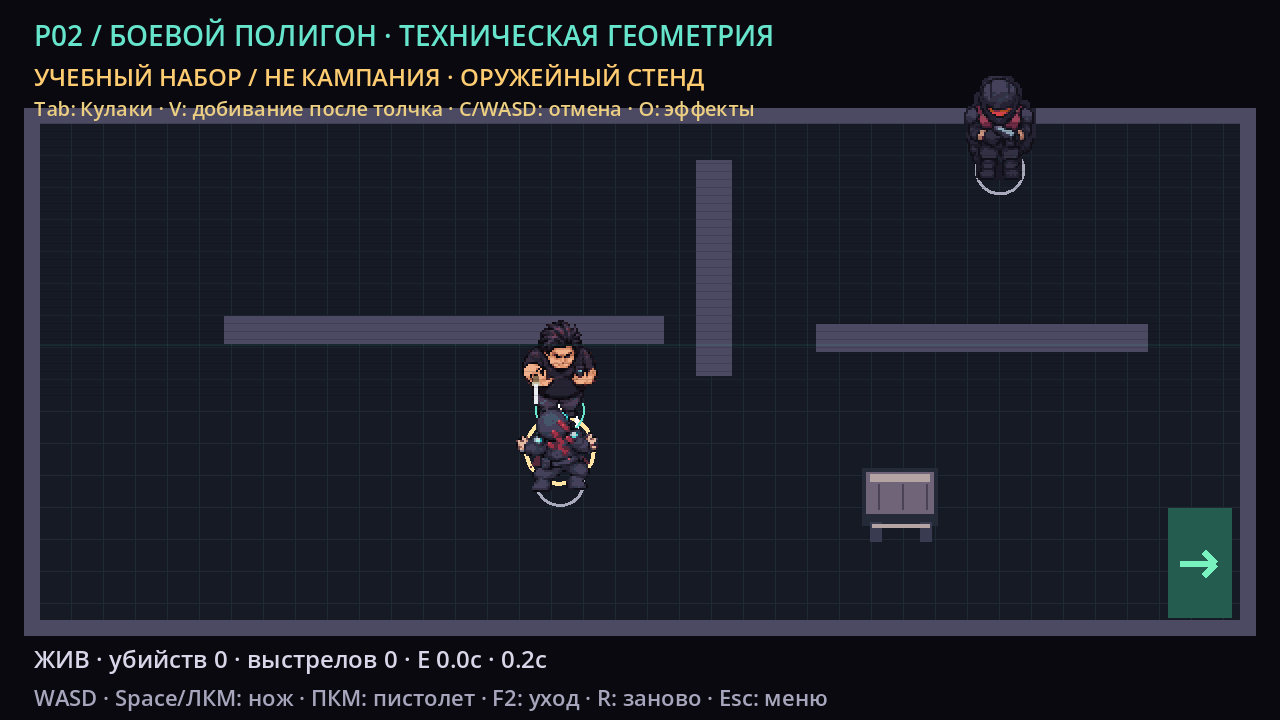 P02 / БОЕВОЙ ПОЛИГОН · ТЕХНИЧЕСКАЯ ГЕОМЕТРИЯ
УЧЕБНЫЙ НАБОР / НЕ КАМПАНИЯ · ОРУЖЕЙНЫЙ СТЕНД
Tab: Кулаки · V: добивание после толчка · C/WASD: отмена · O: эффекты
ЖИВ · убийств 0 · выстрелов 0 · E 0.0с · 0.2с
WASD · Space/ЛКМ: нож · ПКМ: пистолет · F2: уход · R: заново · Esc: меню